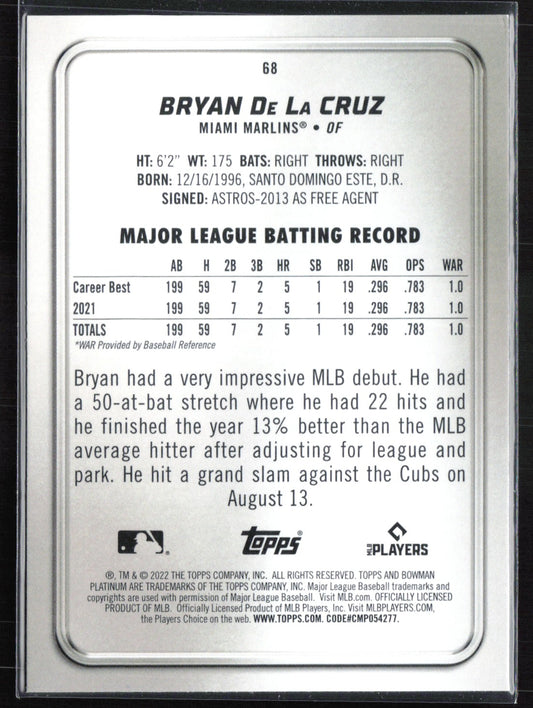 68
BRYAN DE LA CRUZ
MIAMI MARLINS® • OF
HT: 6'2" WT: 175 BATS: RIGHT THROWS: RIGHT
BORN: 12/16/1996, SANTO DOMINGO ESTE, D.R.
SIGNED: ASTROS-2013 AS FREE AGENT
MAJOR LEAGUE BATTING RECORD
AB H 2B 3B HR SB RBI AVG OPS WAR
Career Best 199 59 7 2 5 1 19 .296 .783 1.0
2021 199 59 7 2 5 1 19 .296 .783 1.0
TOTALS 199 59 7 2 5 1 19 .296 .783 1.0
*WAR Provided by Baseball Reference
Bryan had a very impressive MLB debut. He had
a 50-at-bat stretch where he had 22 hits and
he finished the year 13% better than the MLB
average hitter after adjusting for league and
park. He hit a grand slam against the Cubs on
August 13.
topps
MLB PLAYERS
®, TM & © 2022 THE TOPPS COMPANY, INC. ALL RIGHTS RESERVED. TOPPS AND BOWMAN
PLATINUM ARE TRADEMARKS OF THE TOPPS COMPANY, INC. Major League Baseball trademarks and
copyrights are used with permission of Major League Baseball. Visit MLB.com. OFFICIALLY LICENSED
PRODUCT OF MLB. Officially Licensed Product of MLB Players, Inc. Visit MLBPLAYERS.COM,
the Players Choice on the web. WWW.TOPPS.COM. CODE#CMP054277.